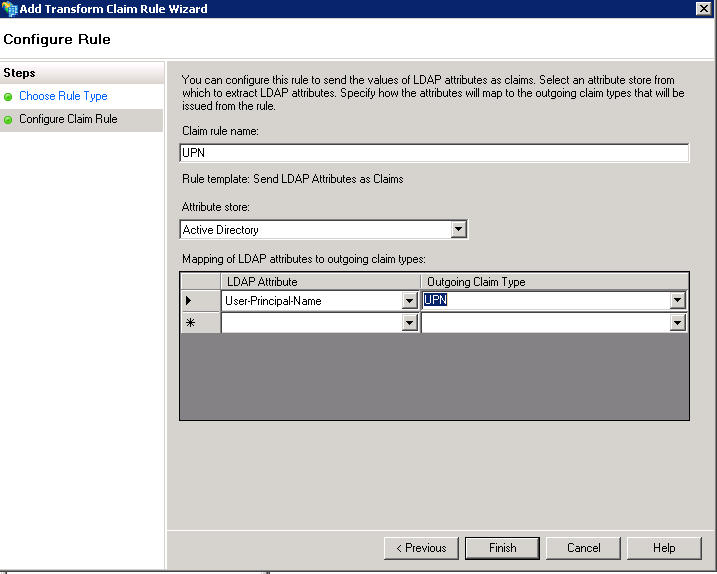 Add Transform Claim Rule Wizard
Configure Rule
Steps
Choose Rule Type
Configure Claim Rule
You can configure this rule to send the values of LDAP attributes as claims. Select an attribute store from
which to extract LDAP attributes. Specify how the attributes will map to the outgoing claim types that will be
issued from the rule.
Claim rule name:
UPN
Rule template: Send LDAP Attributes as Claims
Attribute store:
Active Directory
Mapping of LDAP attributes to outgoing claim types:
LDAP Attribute Outgoing Claim Type
User-Principal-Name UPN
< Previous Finish Cancel Help